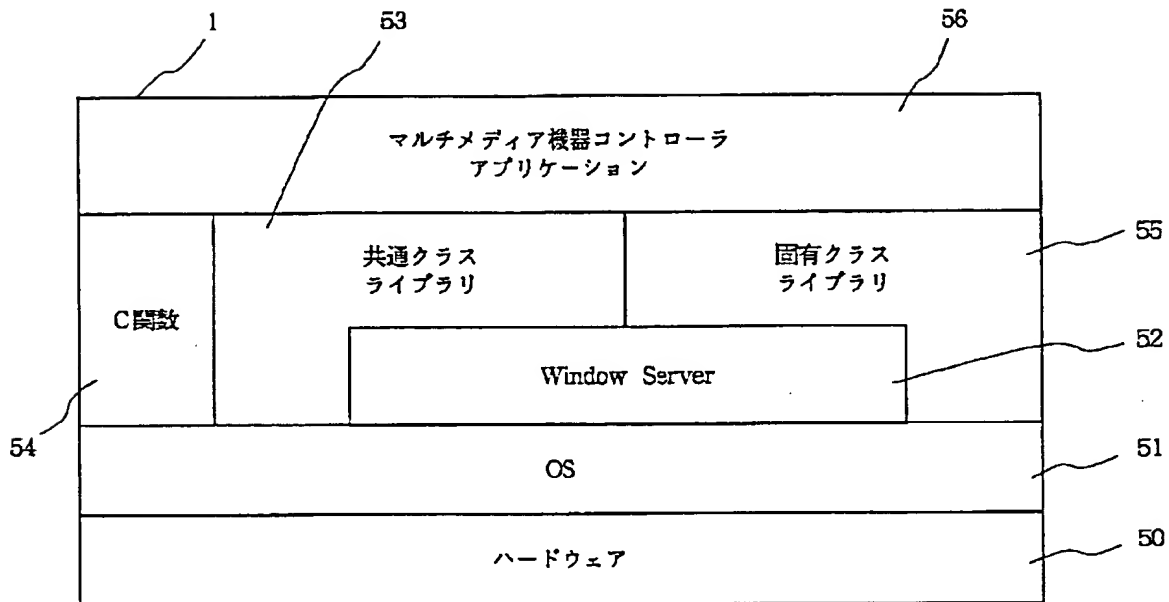 1
53
56
マルチメディア機器コントローラ
アプリケーション
共通クラス
ライブラリ
固有クラス
ライブラリ
55
C関数
Window Server
52
54
OS
51
ハードウェア
50